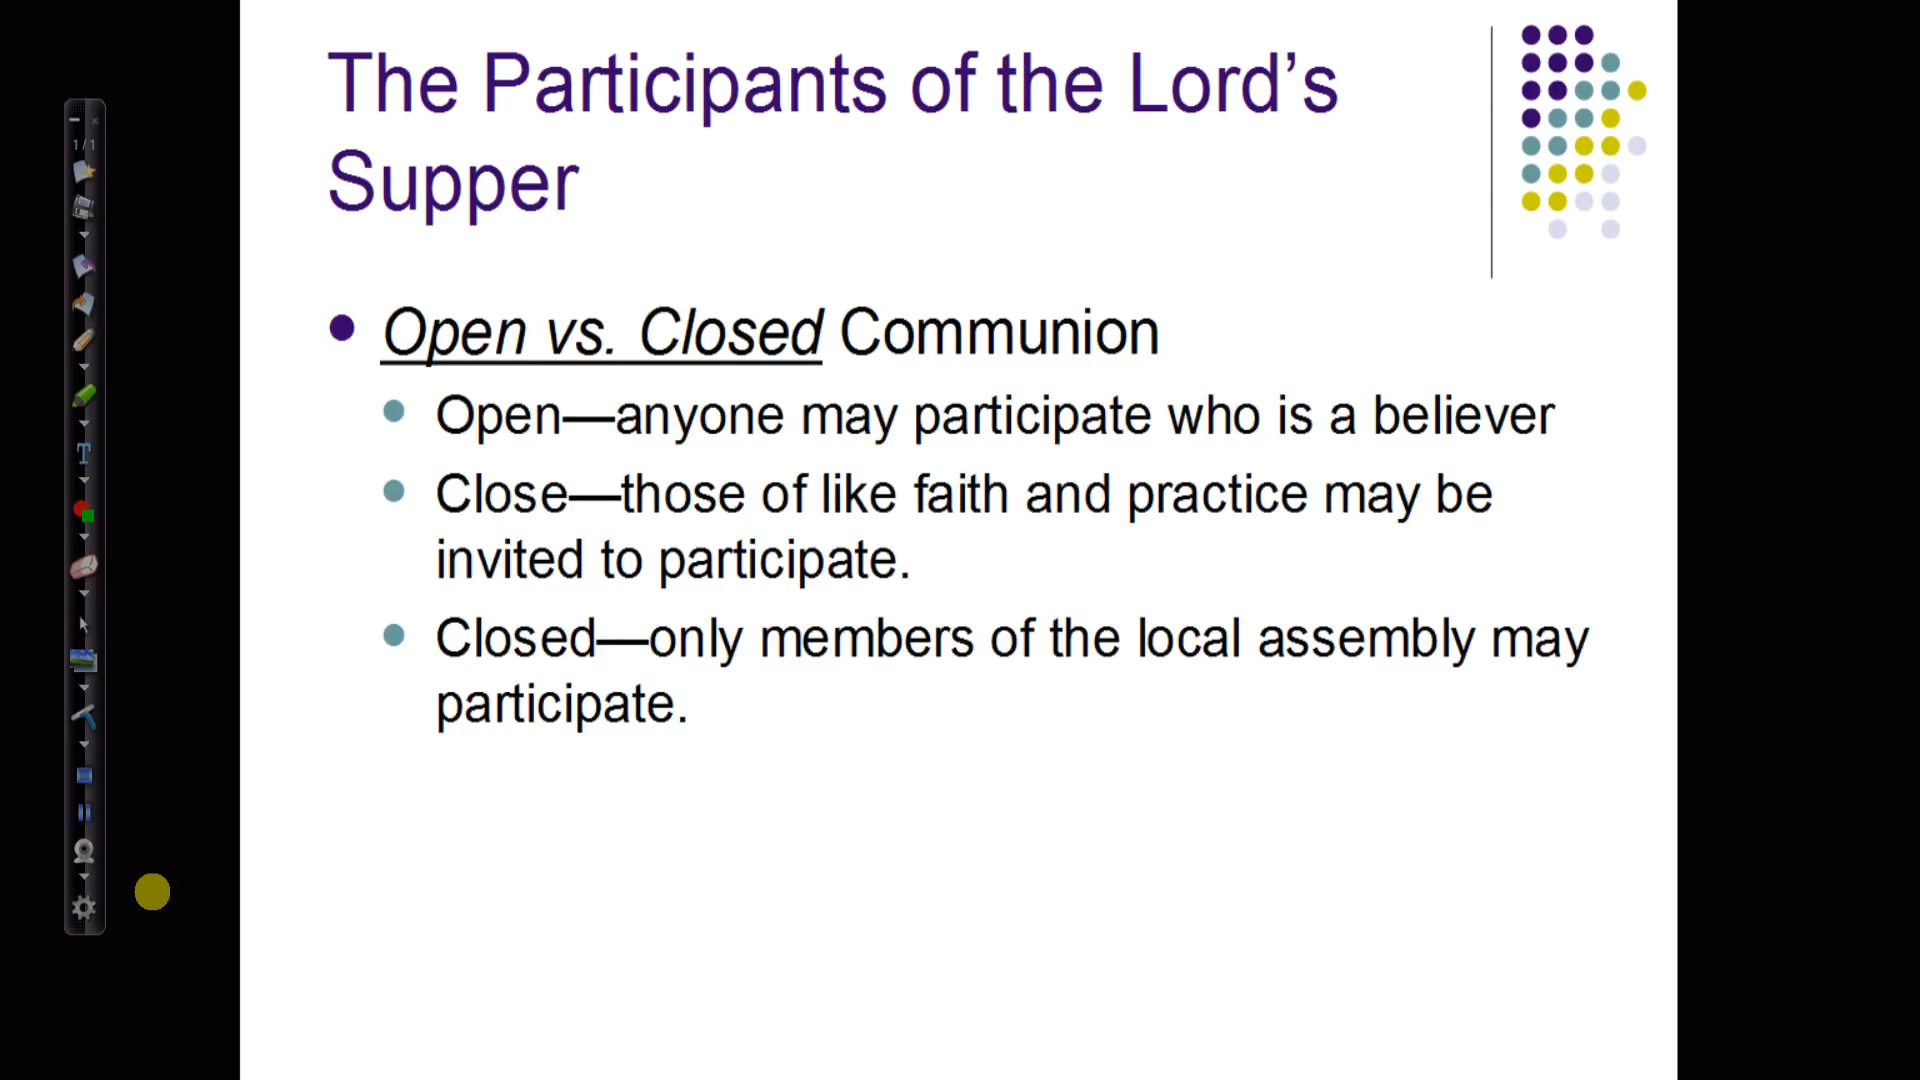 The Participants of the Lord’s
Supper
Open vs. Closed Communion
Open—anyone may participate who is a believer
Close—those of like faith and practice may be
invited to participate.
Closed—only members of the local assembly may
participate.
1/1
T